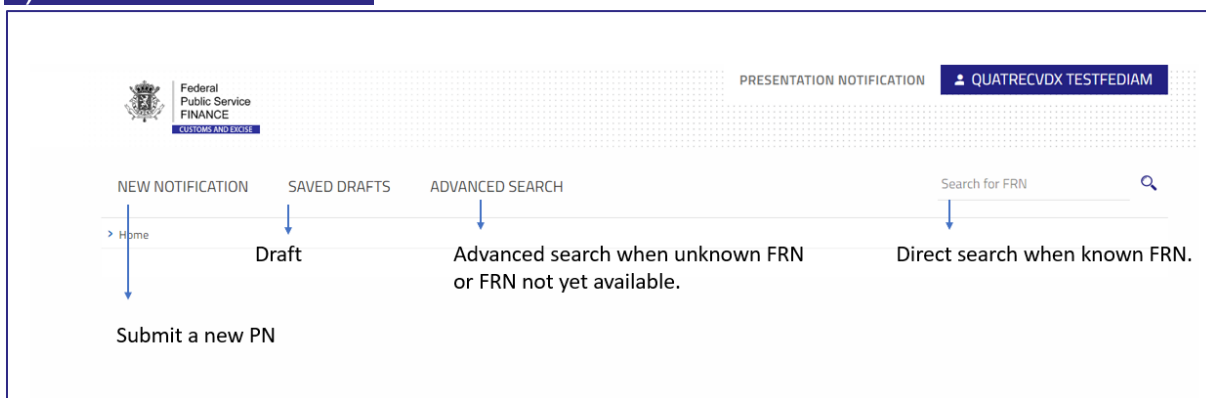 Federal
Public Service
FINANCE
CUSTOMS AND EXCISE
PRESENTATION NOTIFICATION
QUATRECVDX TESTFEDIAM
NEW NOTIFICATION SAVED DRAFTS ADVANCED SEARCH
Search for FRN
> Home
Draft
Advanced search when unknown FRN
or FRN not yet available.
Direct search when known FRN.
Submit a new PN